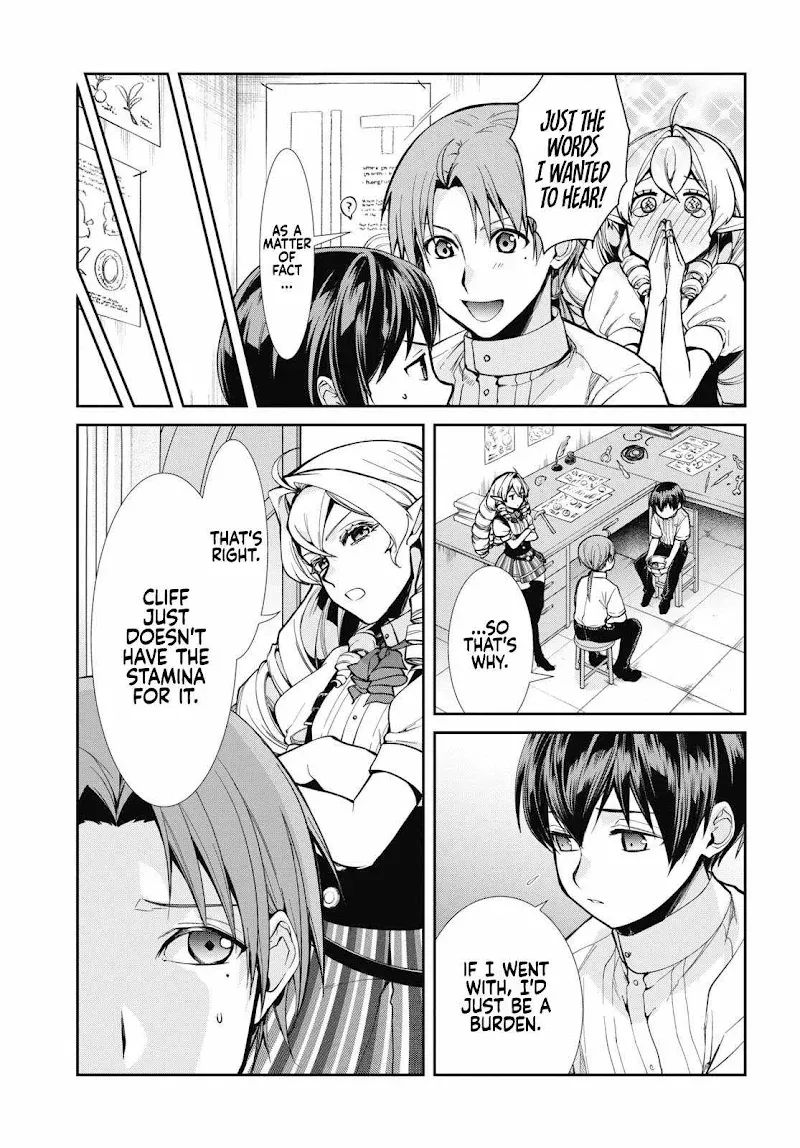 JUST THE
WORDS
I WANTED
TO HEAR!
?
AS A
MATTER
OF
FACT
...
...SO
THAT'S
WHY.
IF I WENT
WITH, I'D
JUST BE A
BURDEN.
THAT'S
RIGHT.
CLIFF
JUST
DOESN'T
HAVE THE
STAMINA
FOR IT.